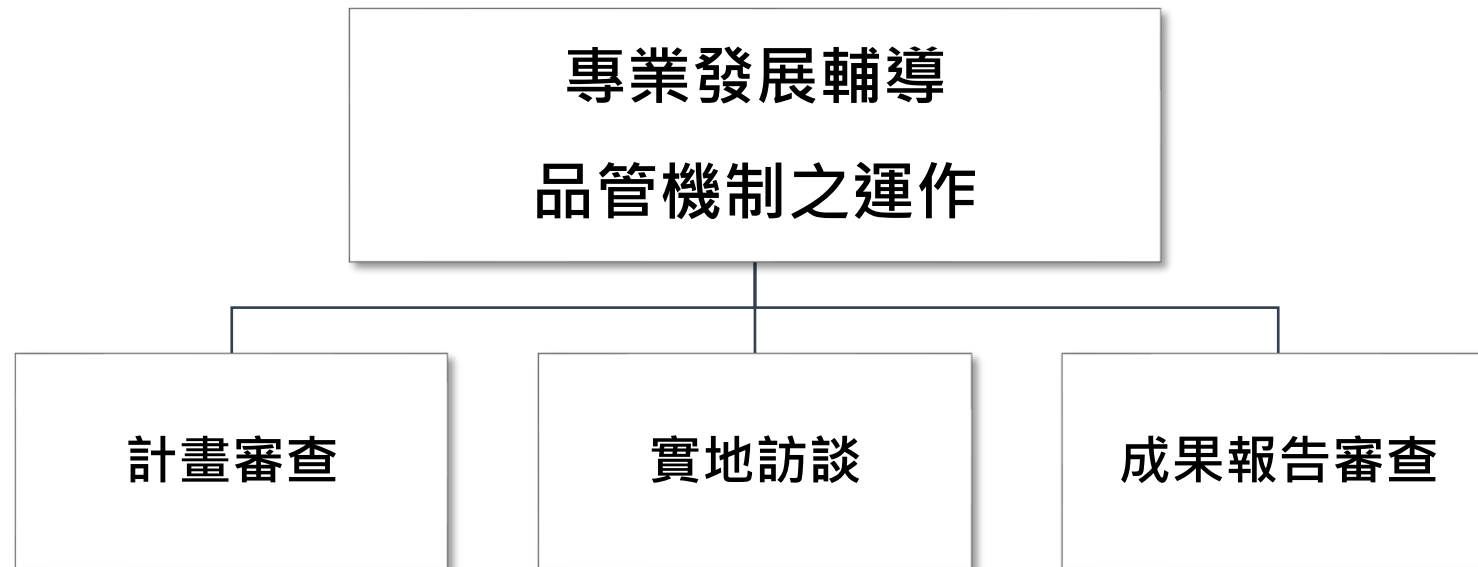 專業發展輔導
品管機制之運作
計畫審查
實地訪談
成果報告審查